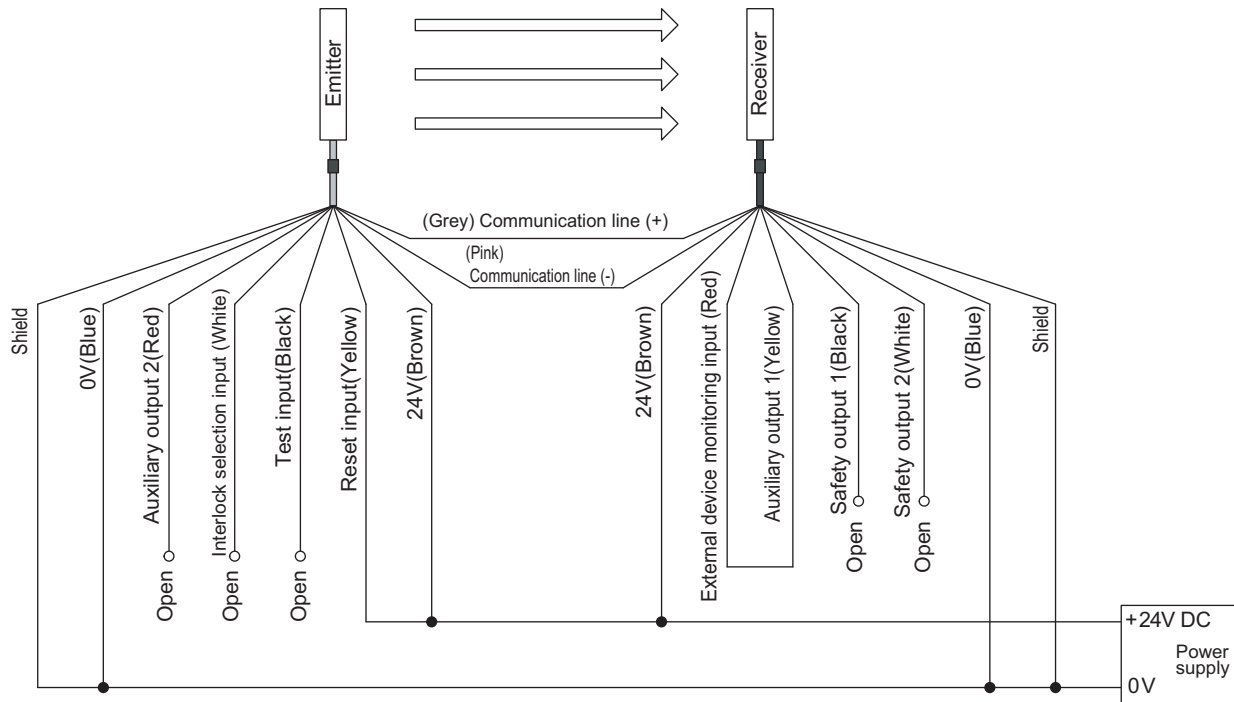 Emitter
Receiver
(Grey) Communication line (+)
(Pink)
Communication line (-)
Shield
0V(Blue)
Auxiliary output 2(Red)
Interlock selection input (White)
Test input(Black)
Reset input(Yellow)
24V(Brown)
24V(Brown)
External device monitoring input (Red)
Auxiliary output 1(Yellow)
Safety output 1(Black)
Safety output 2(White)
0V(Blue)
Shield
Open
Open
Open
Open
Open
+24V DC
Power
supply
0V